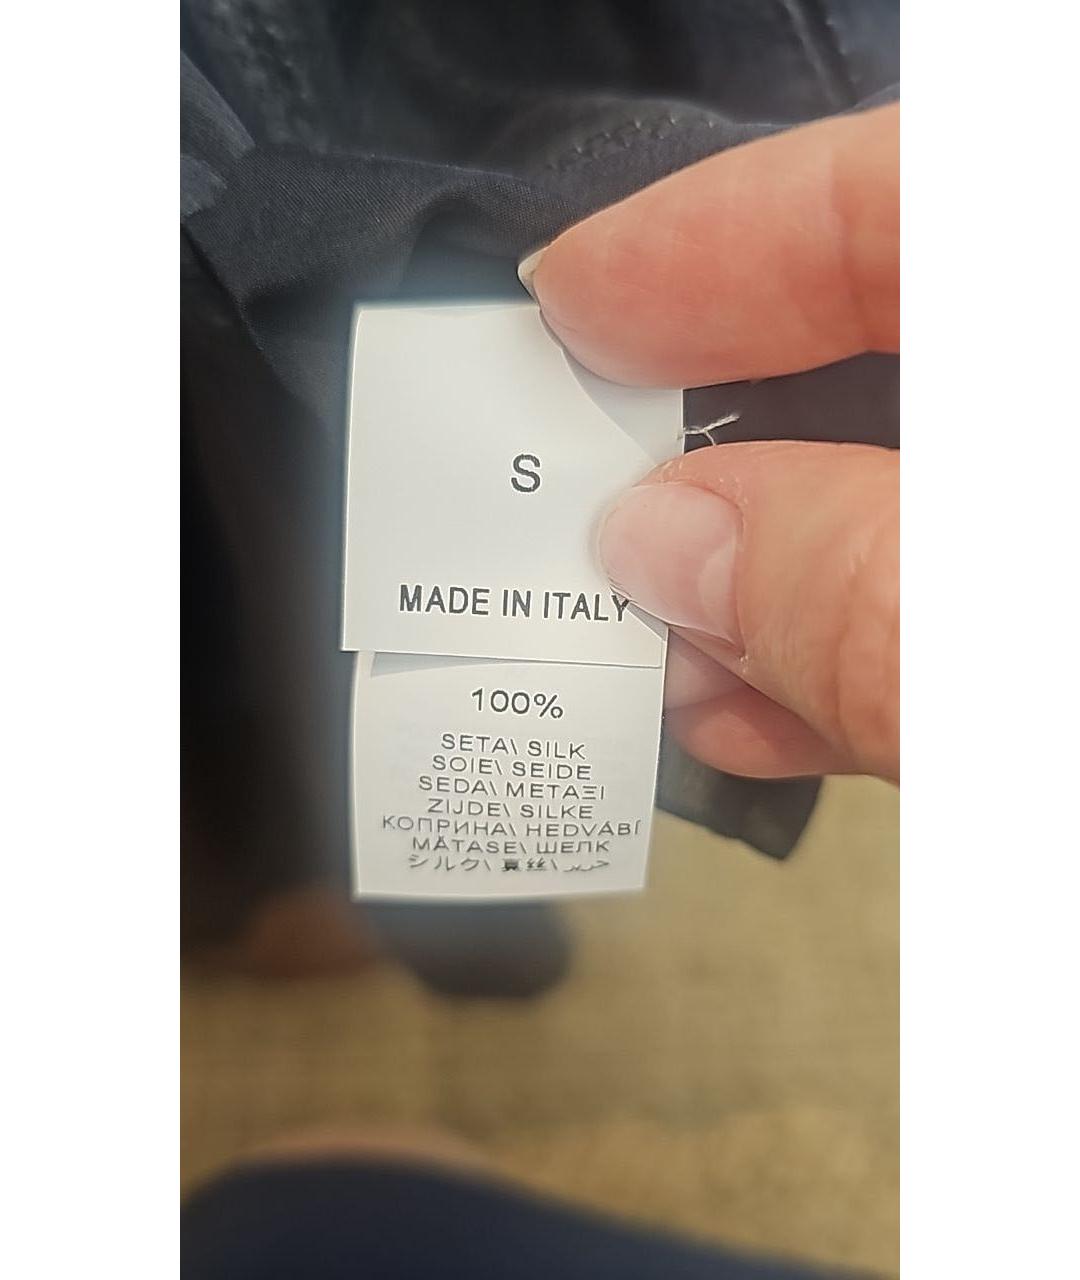 S
MADE IN ITALY
100%
SETA\ SILK
SOIE\ SEIDE
SEDA\ ΜΕΤΑΞΙ
ZIJDE\ SILKE
КОПРИНА\ HEDVÁBÍ
MÄTASE\ ШЕЛК
シルク\ 真丝\ حرير